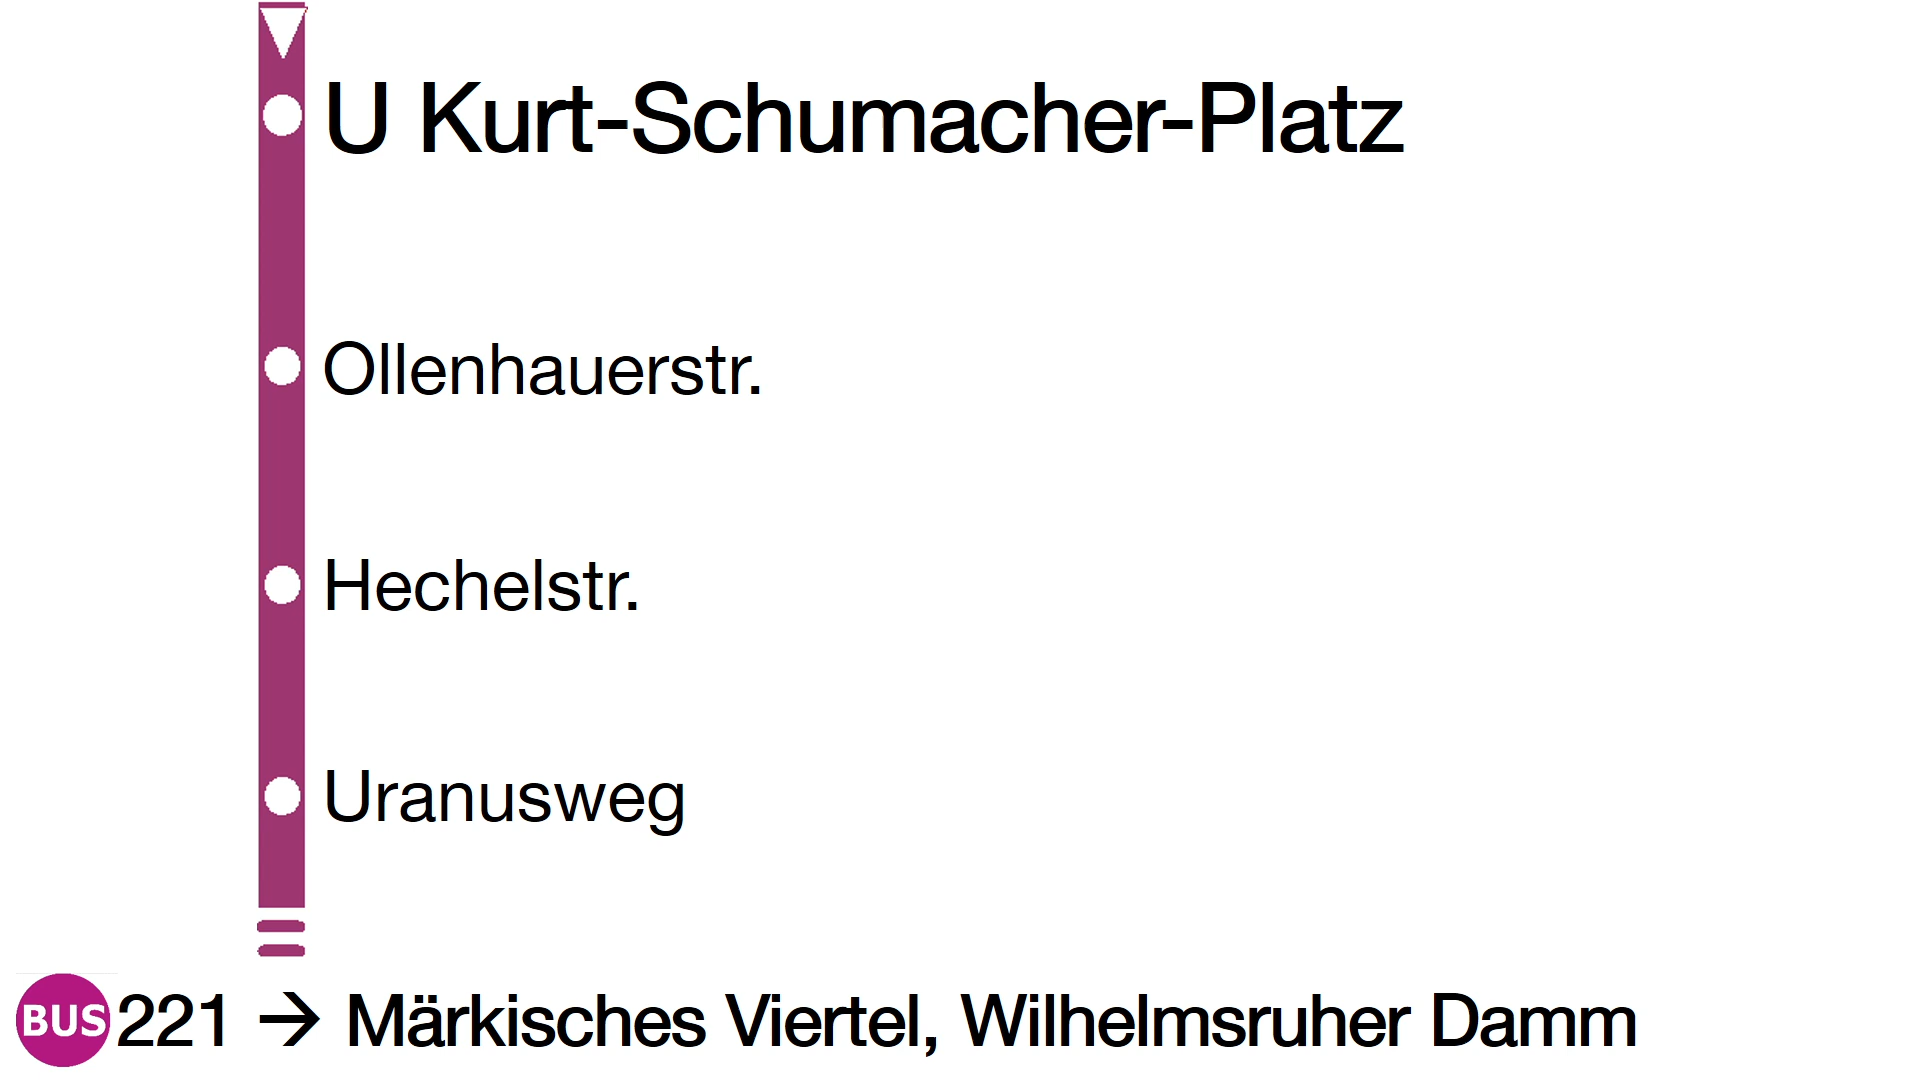 U Kurt-Schumacher-Platz
Ollenhauerstr.
Hechelstr.
Uranusweg
BUS 221 → Märkisches Viertel, Wilhelmsruher Damm